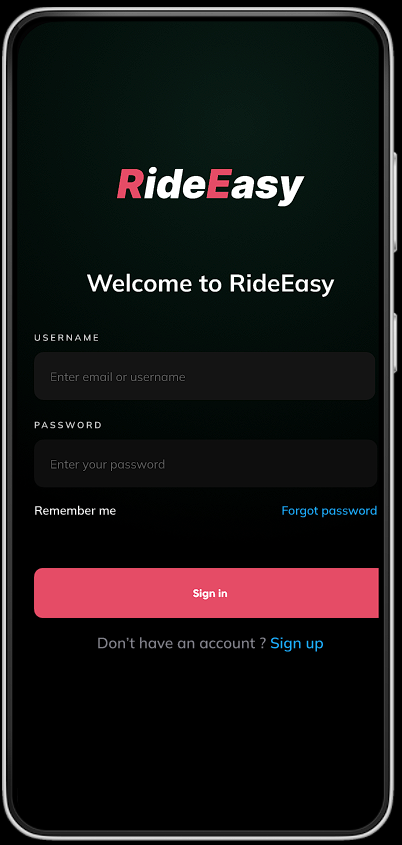 RideEasy
Welcome to RideEasy
USERNAME
Enter email or username
PASSWORD
Enter your password
Remember me Forgot password
Sign in
Don't have an account ? Sign up